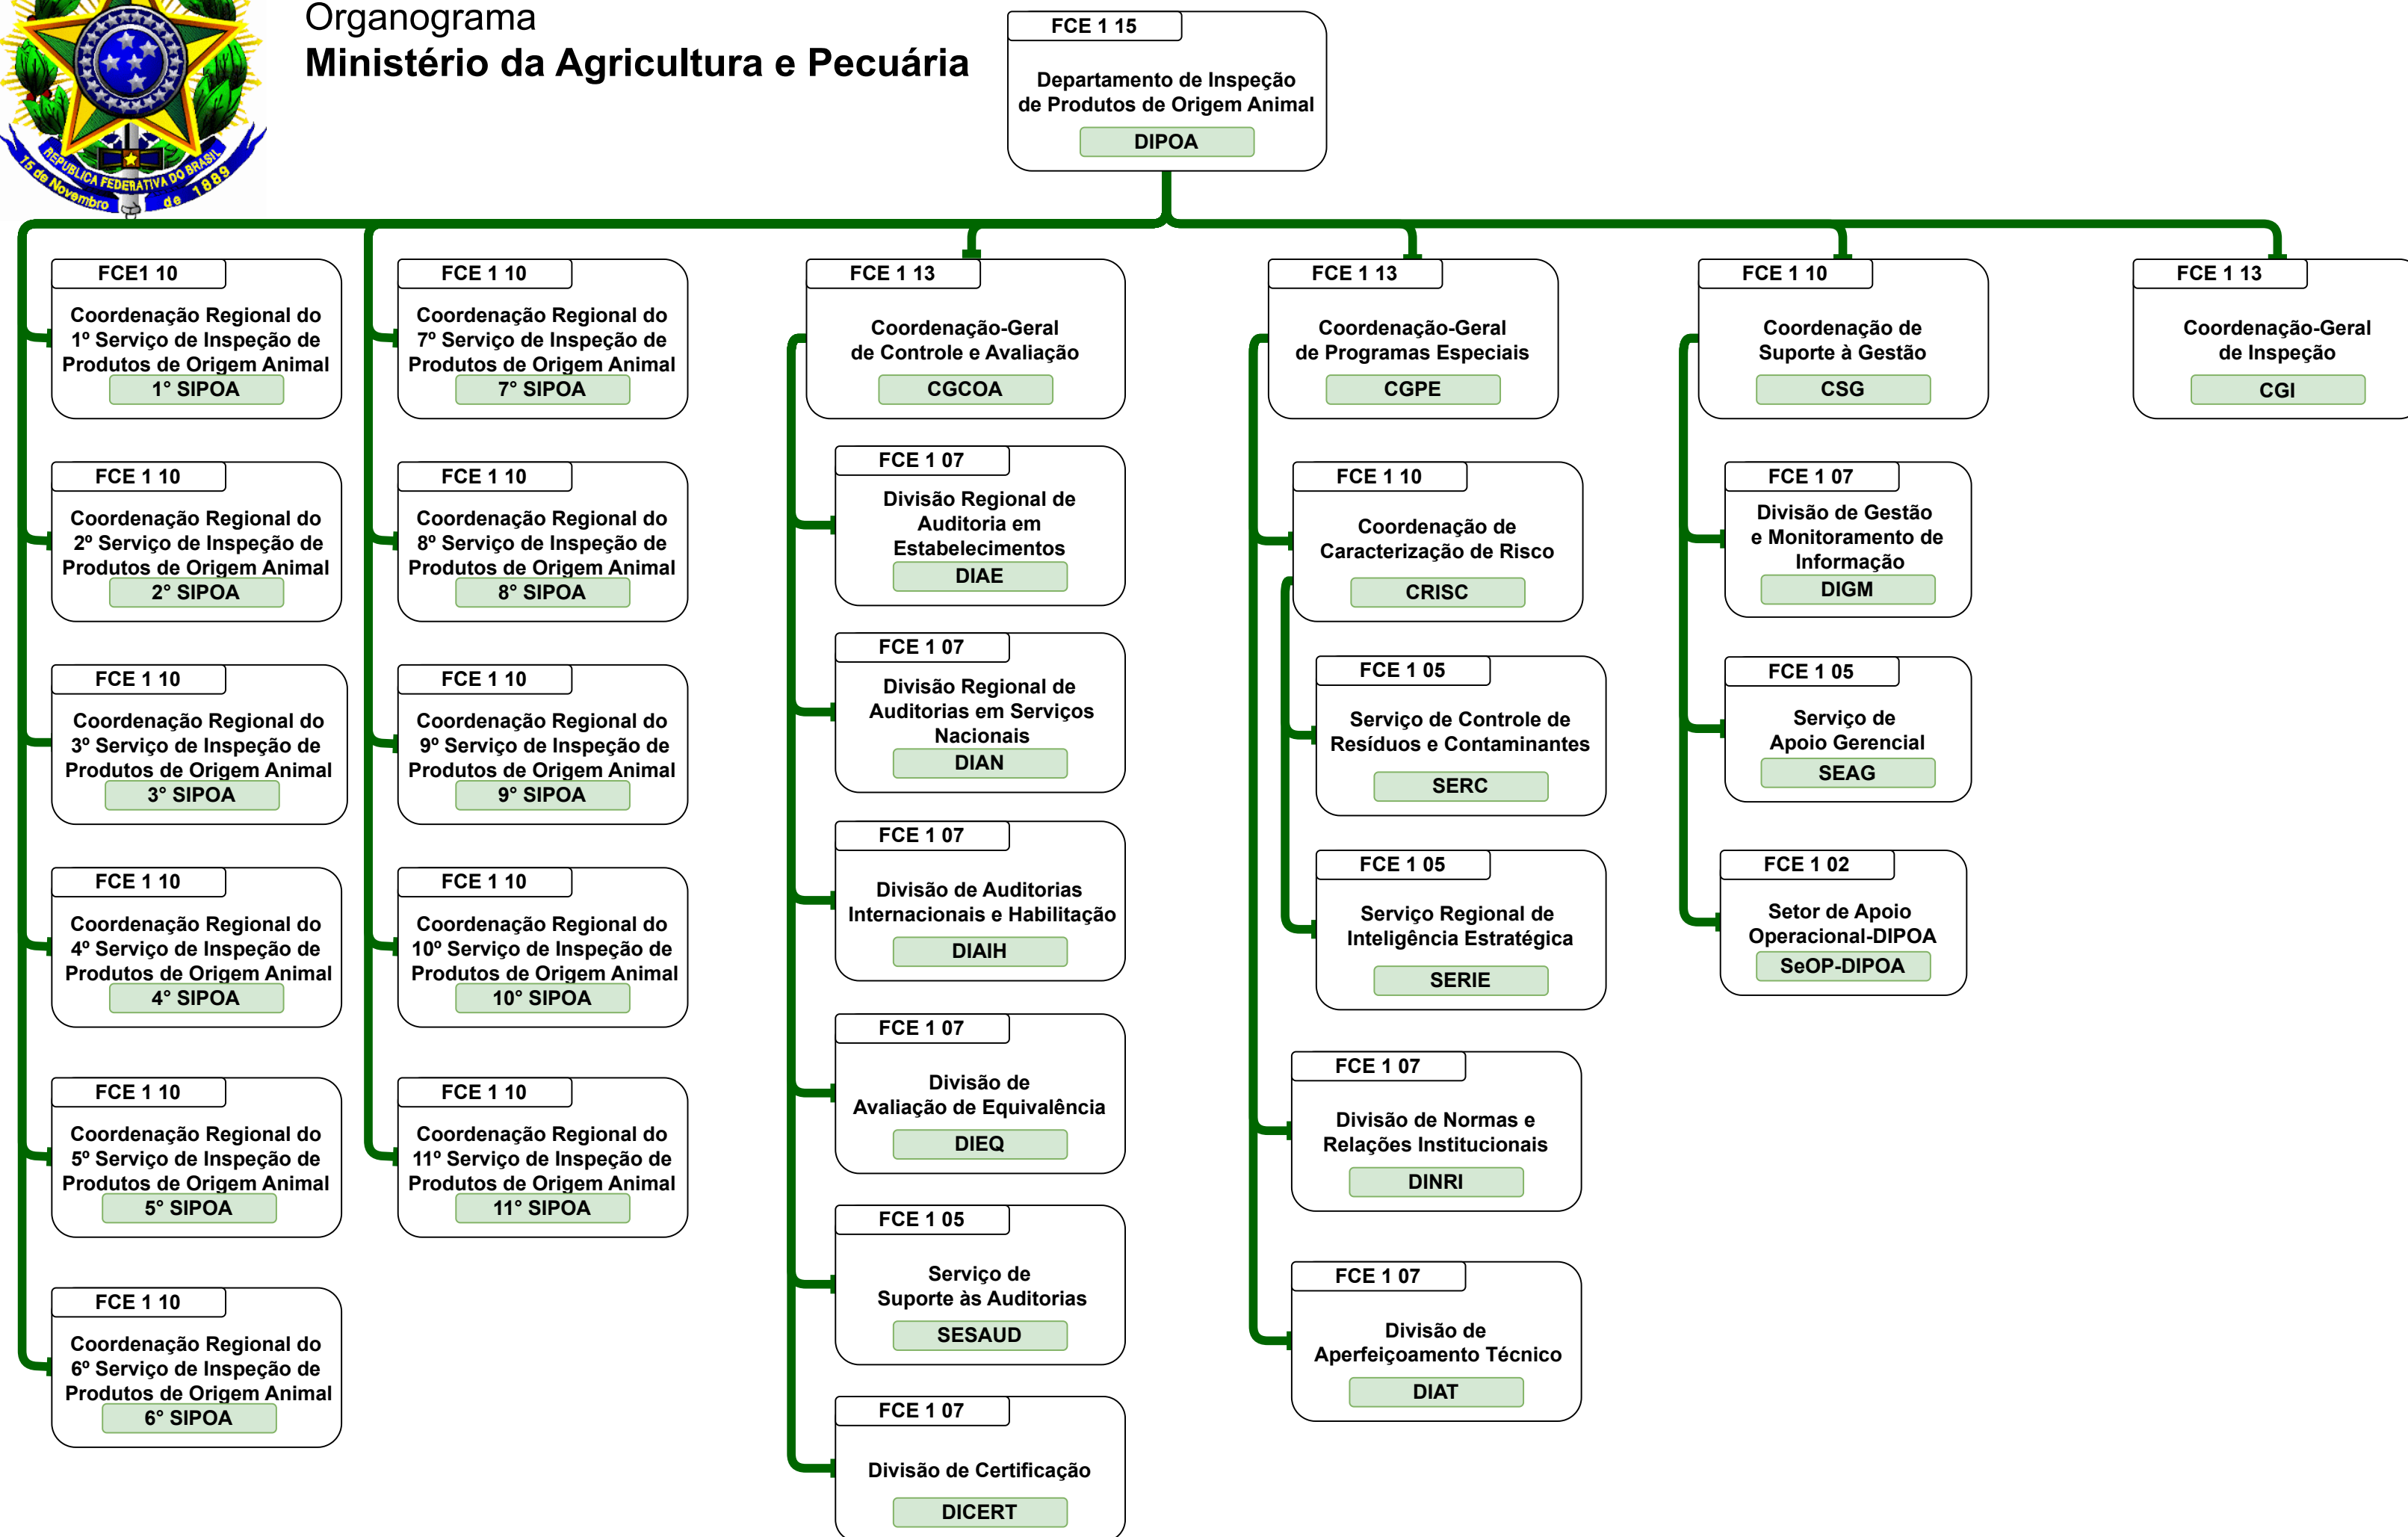 Organograma
Ministério da Agricultura e Pecuária
REPUBLICA FEDERATIVA DO BRASIL
15 de Novembro de 1889
FCE 1 15
Departamento de Inspeção
de Produtos de Origem Animal
DIPOA
FCE1 10
Coordenação Regional do
1º Serviço de Inspeção de
Produtos de Origem Animal
1° SIPOA
FCE 1 10
Coordenação Regional do
2º Serviço de Inspeção de
Produtos de Origem Animal
2° SIPOA
FCE 1 10
Coordenação Regional do
3º Serviço de Inspeção de
Produtos de Origem Animal
3° SIPOA
FCE 1 10
Coordenação Regional do
4º Serviço de Inspeção de
Produtos de Origem Animal
4° SIPOA
FCE 1 10
Coordenação Regional do
5º Serviço de Inspeção de
Produtos de Origem Animal
5° SIPOA
FCE 1 10
Coordenação Regional do
6º Serviço de Inspeção de
Produtos de Origem Animal
6° SIPOA
FCE 1 10
Coordenação Regional do
7º Serviço de Inspeção de
Produtos de Origem Animal
7° SIPOA
FCE 1 10
Coordenação Regional do
8º Serviço de Inspeção de
Produtos de Origem Animal
8° SIPOA
FCE 1 10
Coordenação Regional do
9º Serviço de Inspeção de
Produtos de Origem Animal
9° SIPOA
FCE 1 10
Coordenação Regional do
10º Serviço de Inspeção de
Produtos de Origem Animal
10° SIPOA
FCE 1 10
Coordenação Regional do
11º Serviço de Inspeção de
Produtos de Origem Animal
11° SIPOA
FCE 1 13
Coordenação-Geral
de Controle e Avaliação
CGCOA
FCE 1 07
Divisão Regional de
Auditoria em
Estabelecimentos
DIAE
FCE 1 07
Divisão Regional de
Auditorias em Serviços
Nacionais
DIAN
FCE 1 07
Divisão de Auditorias
Internacionais e Habilitação
DIAIH
FCE 1 07
Divisão de
Avaliação de Equivalência
DIEQ
FCE 1 05
Serviço de
Suporte às Auditorias
SESAUD
FCE 1 07
Divisão de Certificação
DICERT
FCE 1 13
Coordenação-Geral
de Programas Especiais
CGPE
FCE 1 10
Coordenação de
Caracterização de Risco
CRISC
FCE 1 05
Serviço de Controle de
Resíduos e Contaminantes
SERC
FCE 1 05
Serviço Regional de
Inteligência Estratégica
SERIE
FCE 1 07
Divisão de Normas e
Relações Institucionais
DINRI
FCE 1 07
Divisão de
Aperfeiçoamento Técnico
DIAT
FCE 1 10
Coordenação de
Suporte à Gestão
CSG
FCE 1 07
Divisão de Gestão
e Monitoramento de
Informação
DIGM
FCE 1 05
Serviço de
Apoio Gerencial
SEAG
FCE 1 02
Setor de Apoio
Operacional-DIPOA
SeOP-DIPOA
FCE 1 13
Coordenação-Geral
de Inspeção
CGI